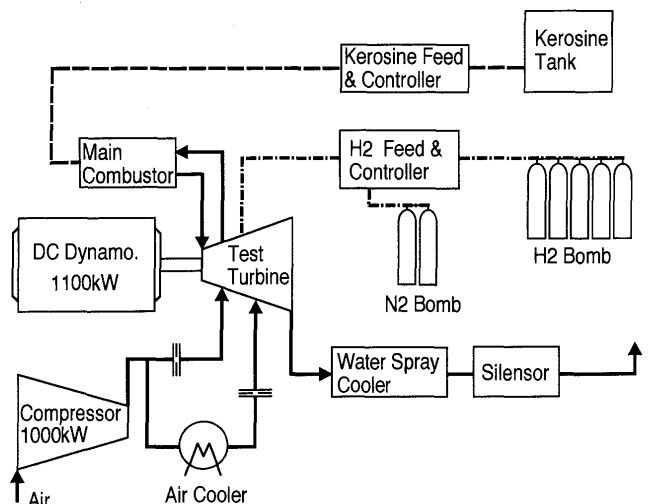 Kerosine Feed
& Controller
Kerosine
Tank
Main
Combustor
H2 Feed &
Controller
DC Dynamo.
1100kW
Test
Turbine
N2 Bomb
H2 Bomb
Water Spray
Cooler
Silensor
Compressor
1000kW
Air
Air Cooler